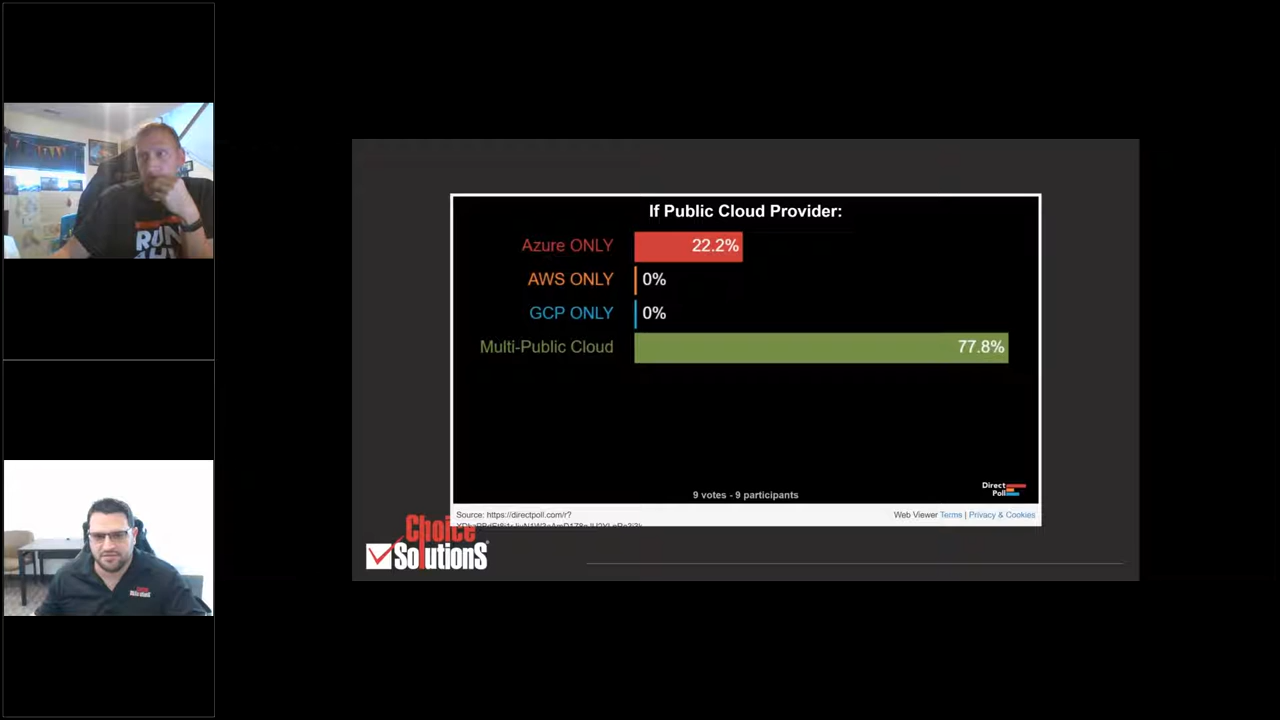 If Public Cloud Provider:
Azure ONLY 22.2%
AWS ONLY 0%
GCP ONLY 0%
Multi-Public Cloud 77.8%
9 votes - 9 participants
Direct
Poll
Source: https://directpoll.com/r?
Web Viewer Terms | Privacy & Cookies
Choice
Solutions
RUN